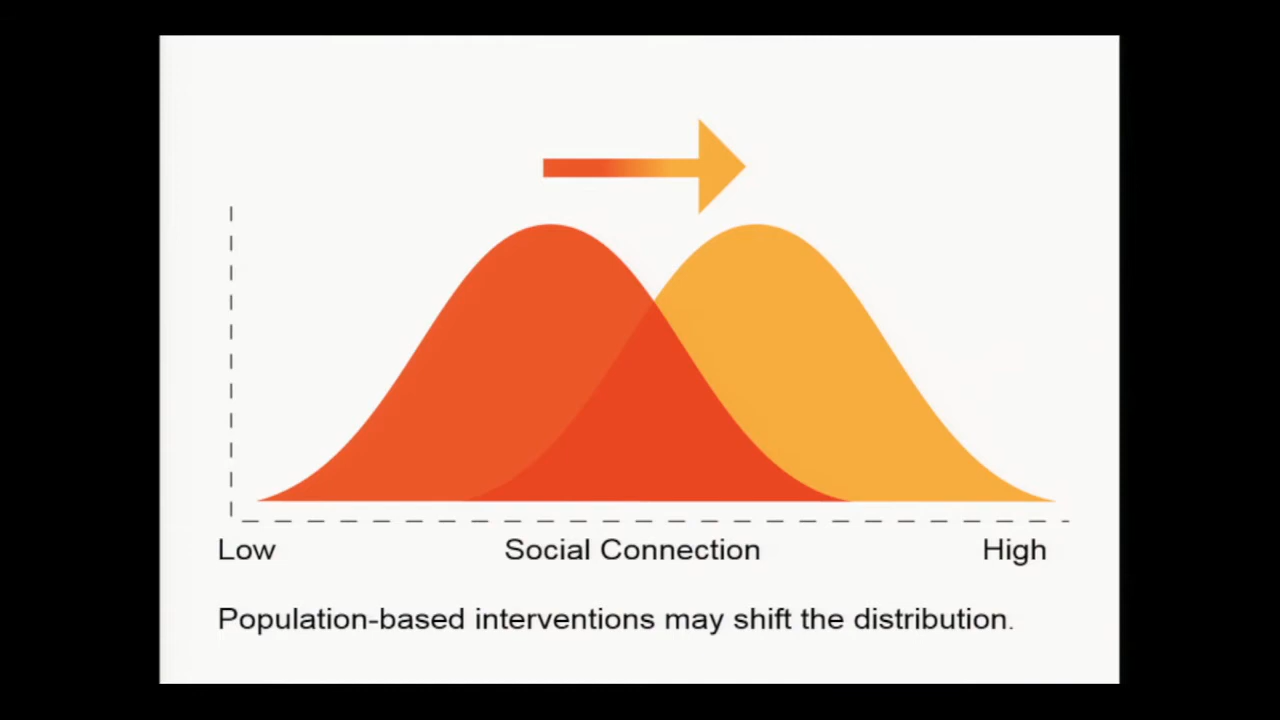 Low Social Connection High
Population-based interventions may shift the distribution.